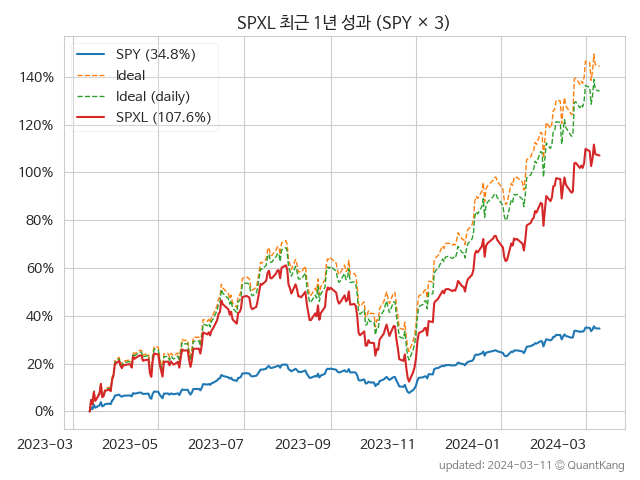 SPXL 최근 1년 성과 (SPY × 3)
SPY (34.8%)
Ideal
Ideal (daily)
SPXL (107.6%)
140%
120%
100%
80%
60%
40%
20%
0%
2023-03 2023-05 2023-07 2023-09 2023-11 2024-01 2024-03
updated: 2024-03-11 © QuantKang